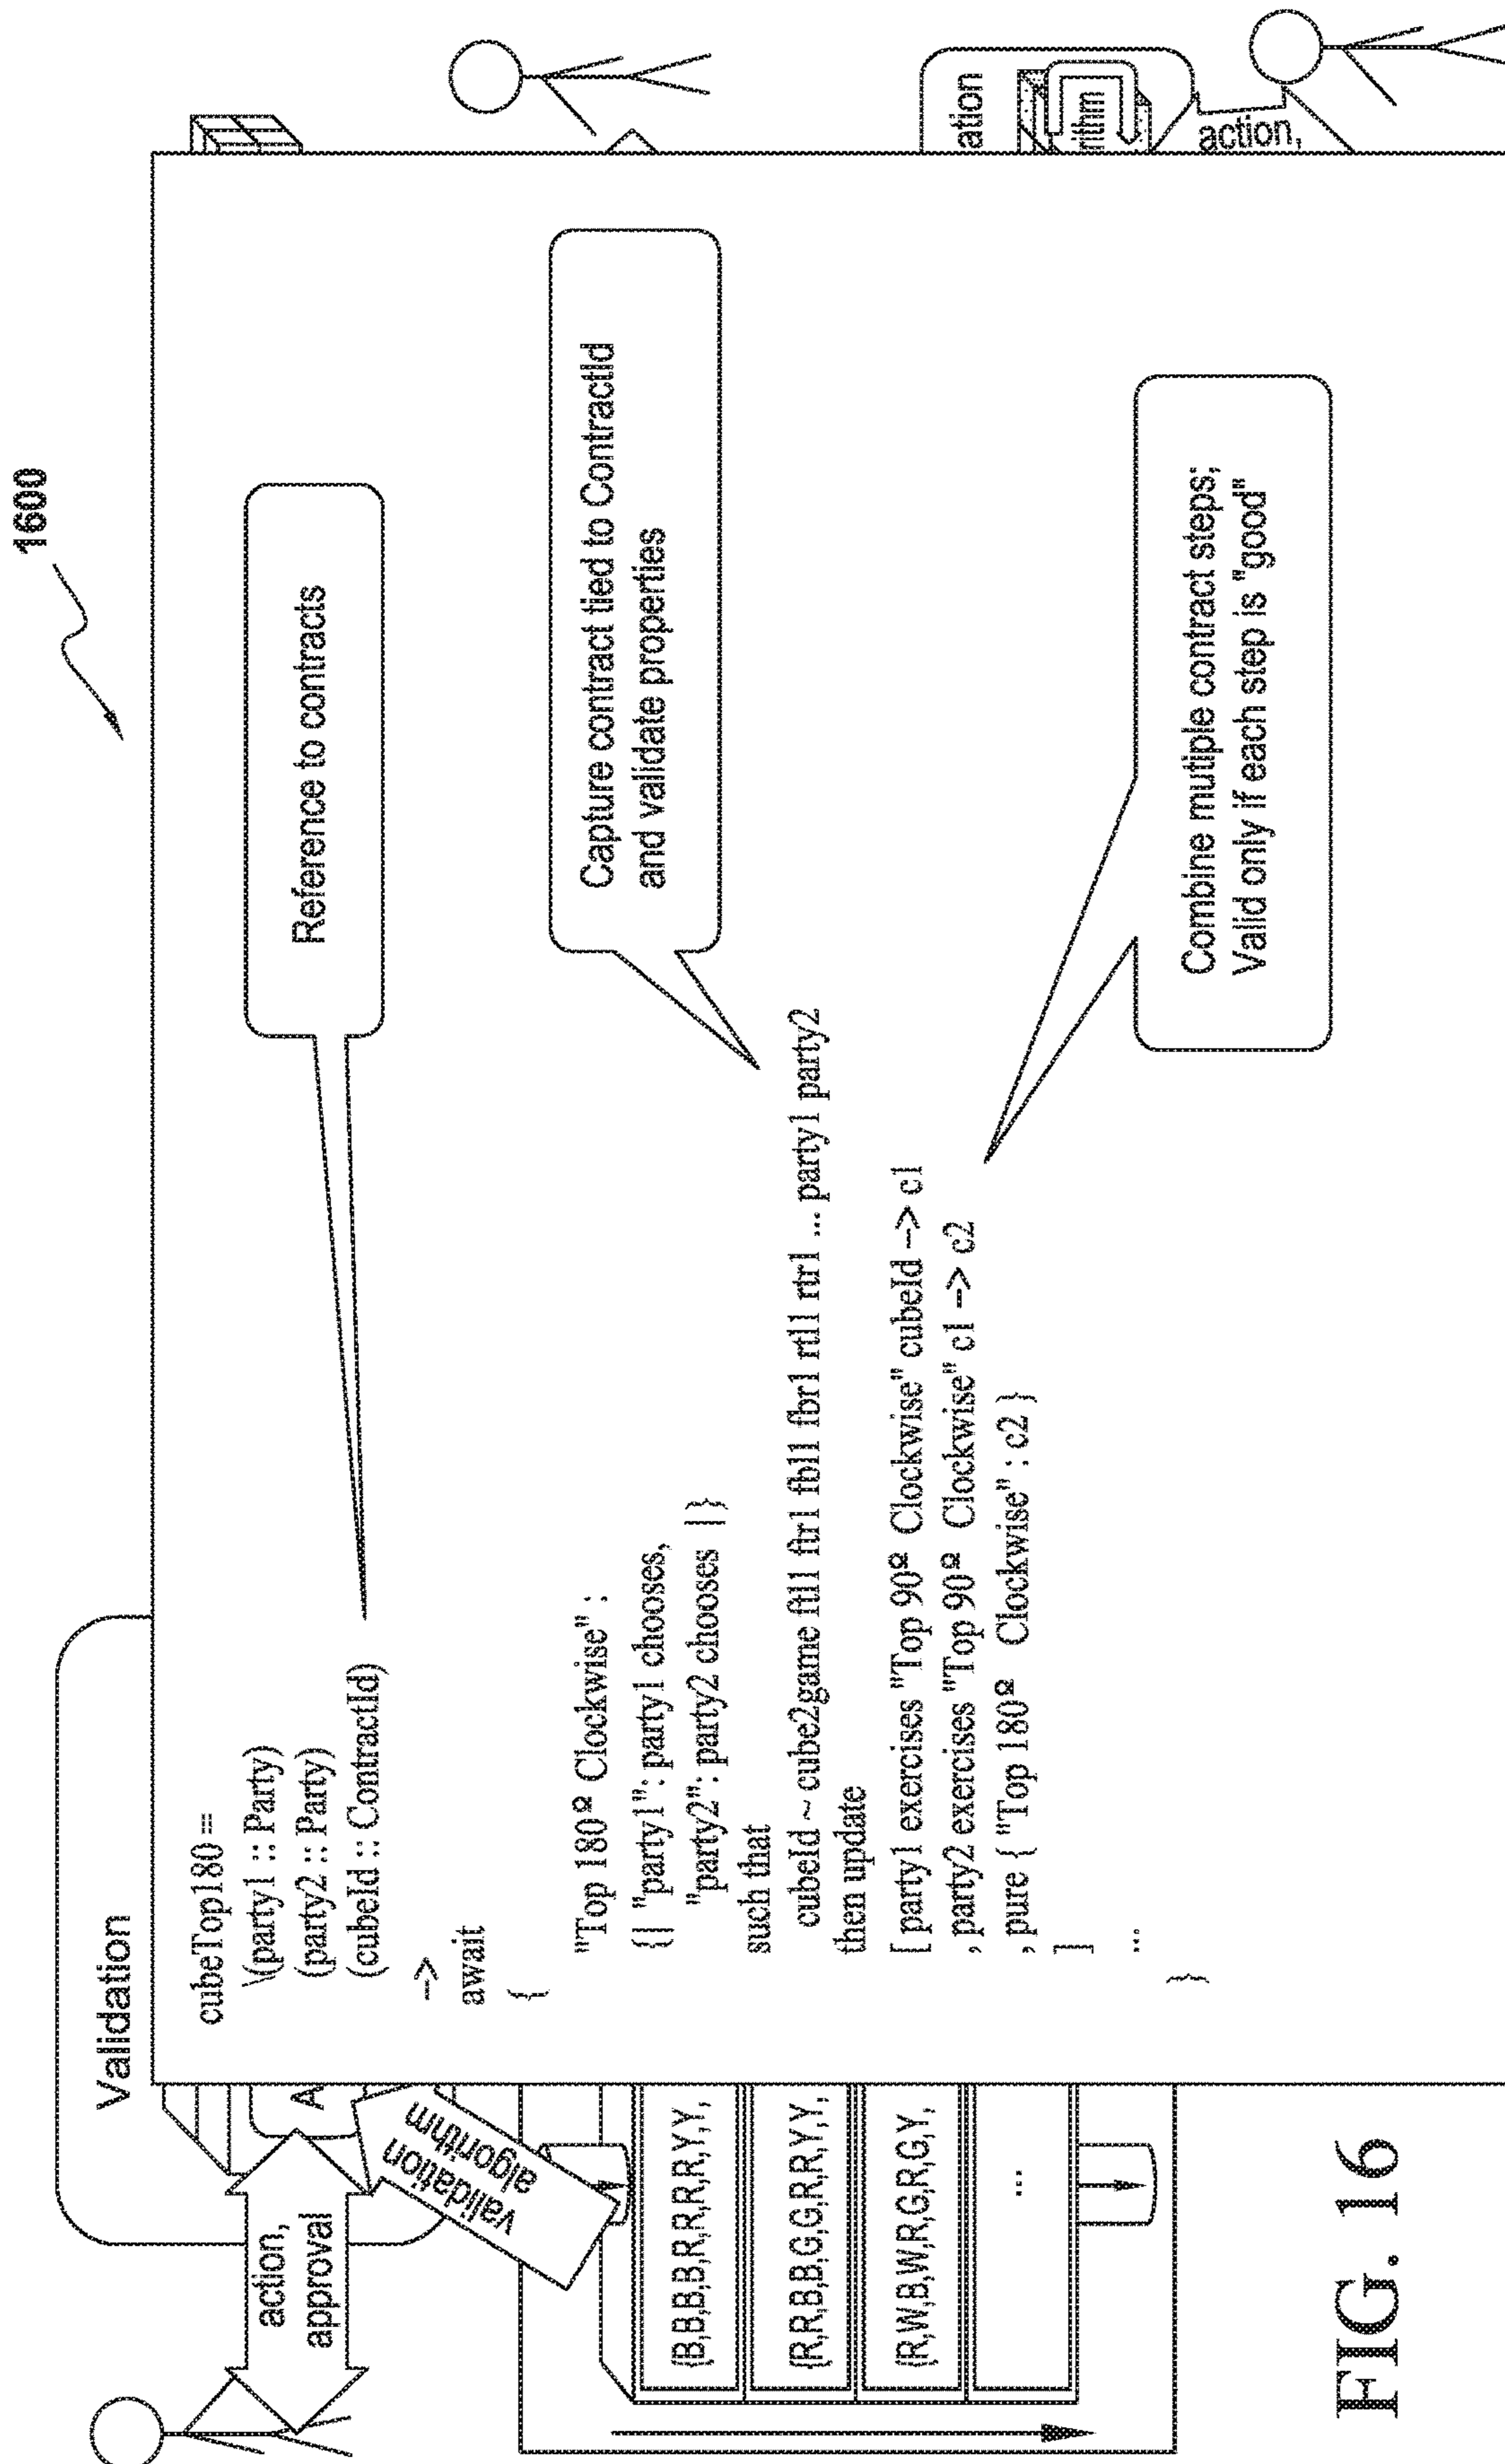 1600
Validation
cubeTop180 =
\(party1 :: Party)
(party2 :: Party)
(cubeId :: ContractId)
->
await
{
"Top 180º Clockwise" :
{| "party1": party1 chooses,
"party2": party2 chooses |}
such that
cubeId ~ cube2game ftl1 ftr1 fbl1 fbr1 rtl1 rtr1 ... party1 party2
then update
[ party1 exercises "Top 90º Clockwise" cubeId -> c1
, party2 exercises "Top 90º Clockwise" c1 -> c2
, pure { "Top 180º Clockwise" : c2 }
]
...
}
Reference to contracts
Capture contract tied to ContractId
and validate properties
Combine mutiple contract steps;
Valid only if each step is "good"
action,
approval
A
validation
algorithm
(B,B,B,B,R,R,R,R,Y,Y,
(R,R,B,B,G,G,R,R,Y,Y,
(R,W,B,W,R,G,R,G,Y,
...
ation
rithm
action,
FIG. 16